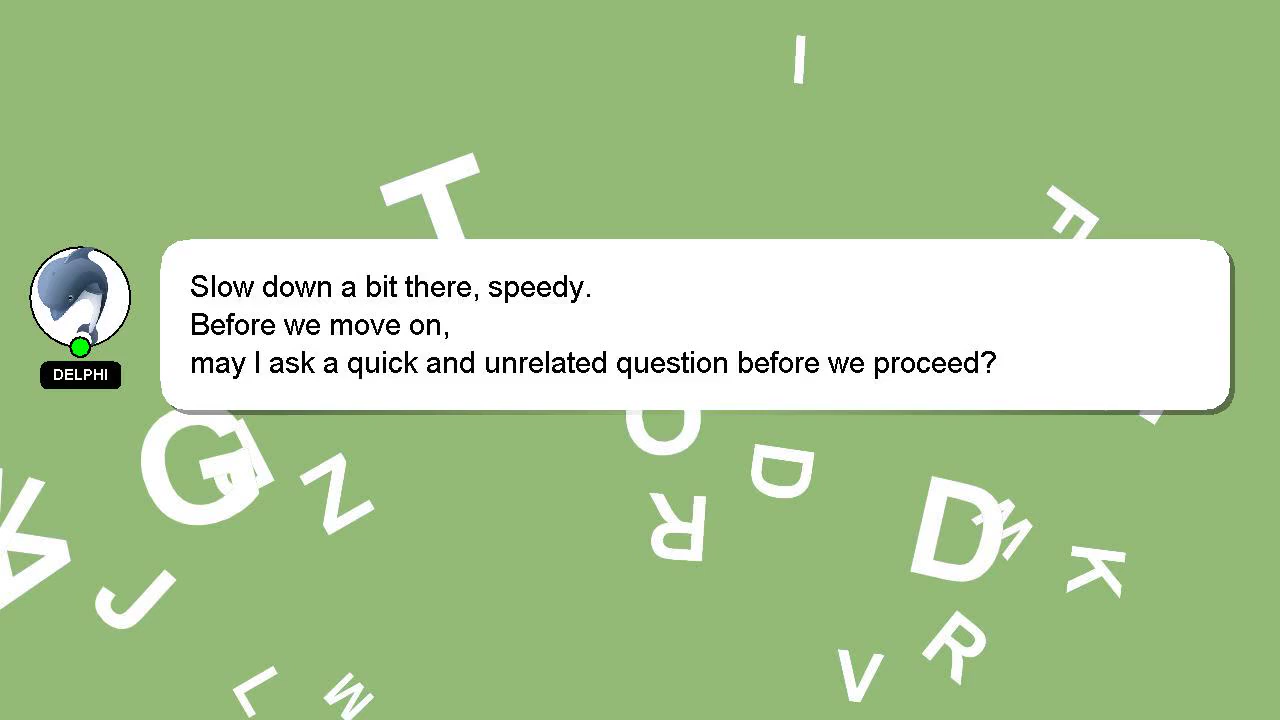 I
T
F
Slow down a bit there, speedy.
Before we move on,
may I ask a quick and unrelated question before we proceed?
DELPHI
G
N
D
R
D
M
K
J
R
V
L
M